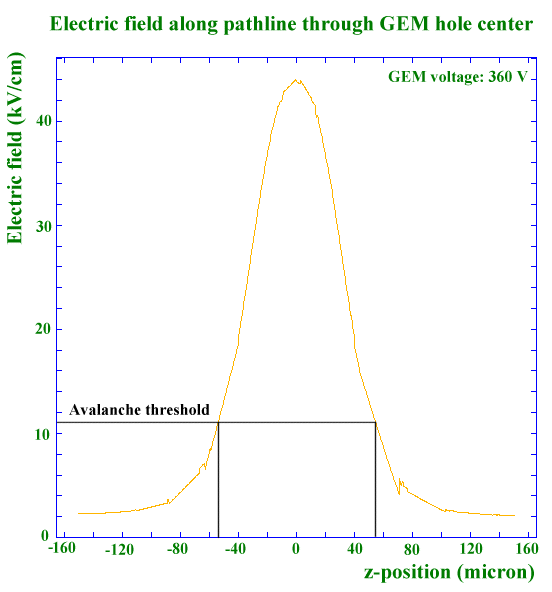 Electric field along pathline through GEM hole center
GEM voltage: 360 V
Electric field (kV/cm)
40
30
20
Avalanche threshold
10
0
-160 -120 -80 -40 0 40 80 120 160
z-position (micron)